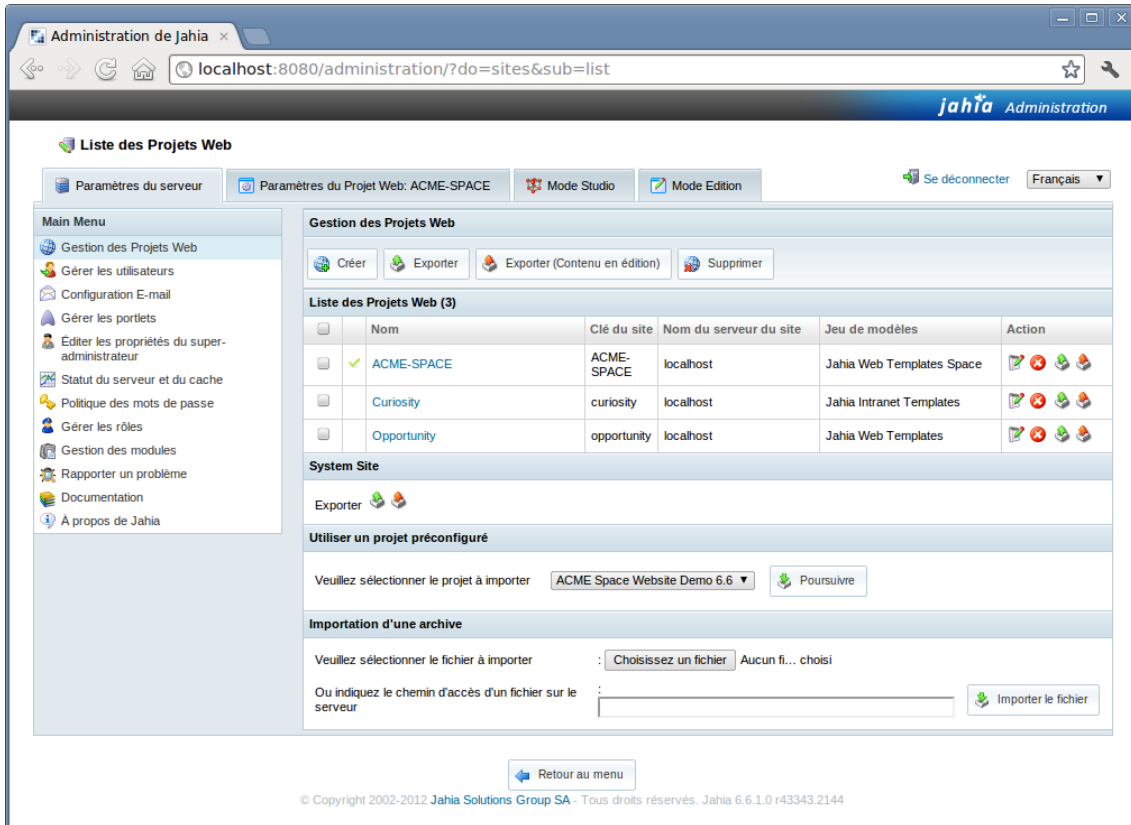 Administration de Jahia
localhost:8080/administration/?do=sites&sub=list
jahia Administration
Liste des Projets Web
Paramètres du serveur
Paramètres du Projet Web: ACME-SPACE
Mode Studio
Mode Edition
Se déconnecter
Français
Main Menu
Gestion des Projets Web
Gérer les utilisateurs
Configuration E-mail
Gérer les portlets
Éditer les propriétés du super-
administrateur
Statut du serveur et du cache
Politique des mots de passe
Gérer les rôles
Gestion des modules
Rapporter un problème
Documentation
À propos de Jahia
Gestion des Projets Web
Créer
Exporter
Exporter (Contenu en édition)
Supprimer
Liste des Projets Web (3)
Nom Clé du site Nom du serveur du site Jeu de modèles Action
ACME-SPACE ACME-SPACE localhost Jahia Web Templates Space
Curiosity curiosity localhost Jahia Intranet Templates
Opportunity opportunity localhost Jahia Web Templates
System Site
Exporter
Utiliser un projet préconfiguré
Veuillez sélectionner le projet à importer ACME Space Website Demo 6.6 Poursuivre
Importation d'une archive
Veuillez sélectionner le fichier à importer : Choisissez un fichier Aucun fi... choisi
Ou indiquez le chemin d'accès d'un fichier sur le
serveur
:
Importer le fichier
Retour au menu
© Copyright 2002-2012 Jahia Solutions Group SA - Tous droits réservés. Jahia 6.6.1.0 r43343.2144